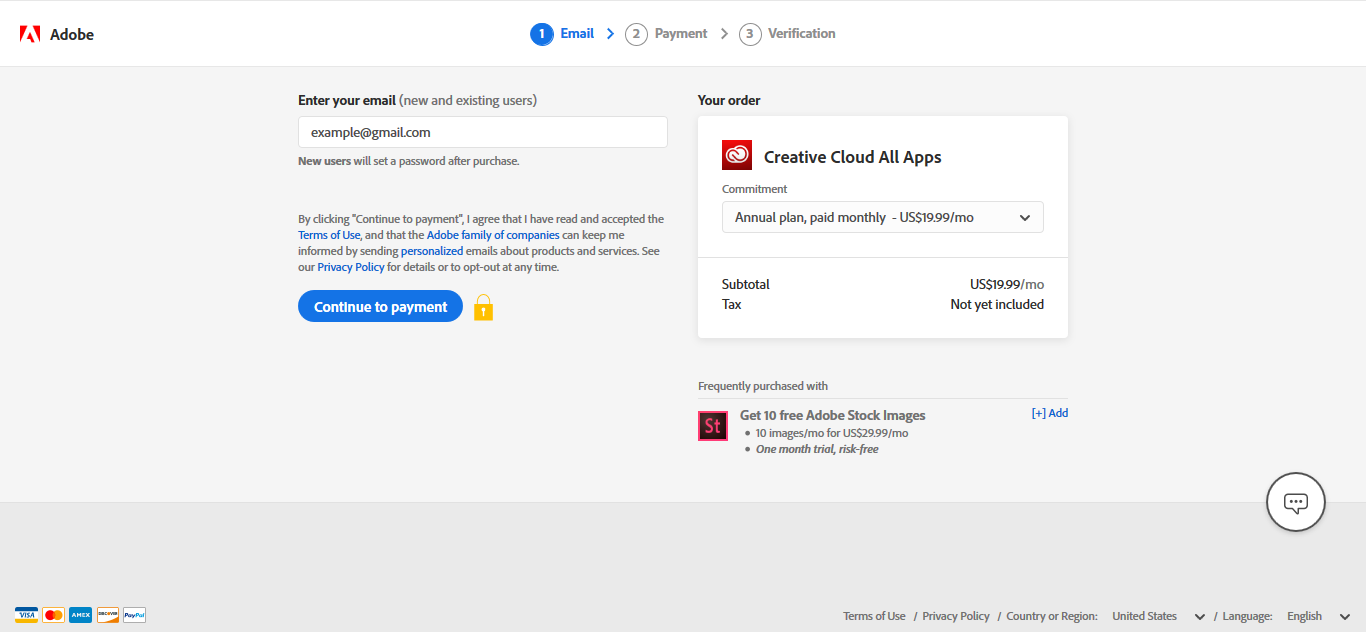 Adobe
1 Email
2 Payment
3 Verification
Enter your email (new and existing users)
example@gmail.com
New users will set a password after purchase.
By clicking "Continue to payment", I agree that I have read and accepted the
Terms of Use, and that the Adobe family of companies can keep me
informed by sending personalized emails about products and services. See
our Privacy Policy for details or to opt-out at any time.
Continue to payment
Your order
Creative Cloud All Apps
Commitment
Annual plan, paid monthly - US$19.99/mo
Subtotal US$19.99/mo
Tax Not yet included
Frequently purchased with
St
Get 10 free Adobe Stock Images
[+] Add
• 10 images/mo for US$29.99/mo
• One month trial, risk-free
VISA AMEX DISCOVER PayPal
Terms of Use / Privacy Policy / Country or Region: United States / Language: English